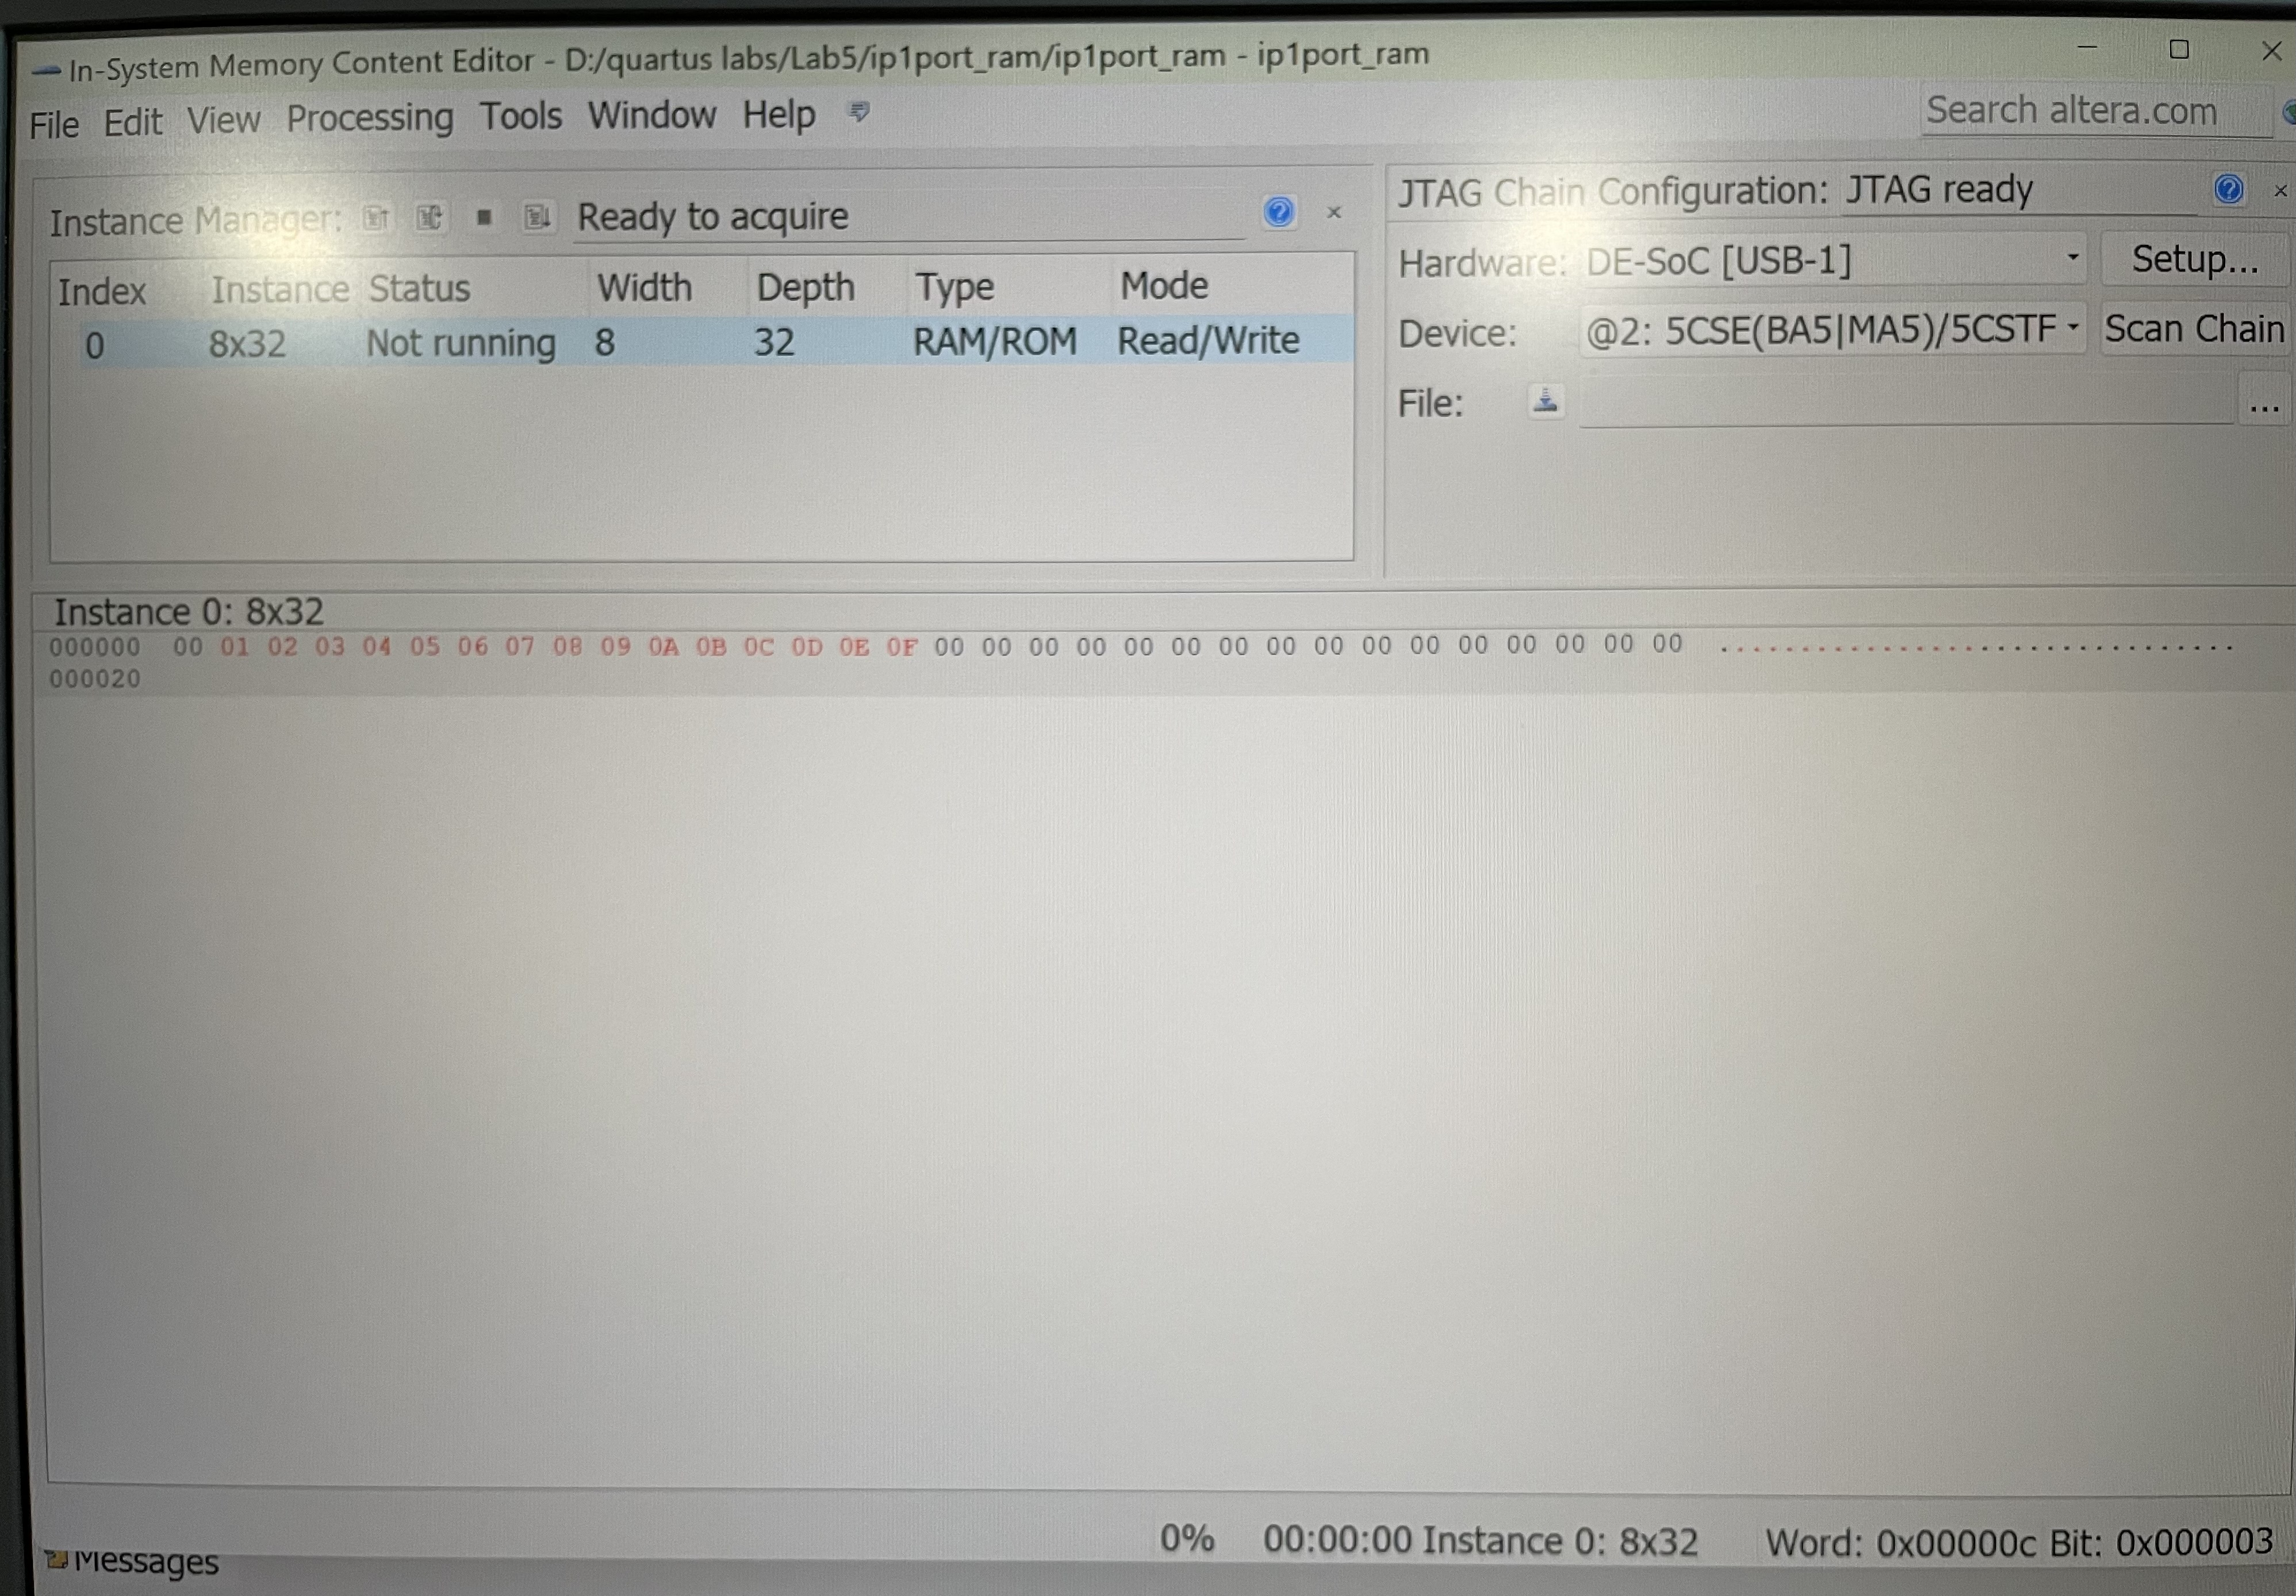 In-System Memory Content Editor - D:/quartus labs/Lab5/ip1port_ram/ip1port_ram - ip1port_ram
File Edit View Processing Tools Window Help
Search altera.com
Instance Manager: Ready to acquire
Index Instance Status Width Depth Type Mode
0 8x32 Not running 8 32 RAM/ROM Read/Write
JTAG Chain Configuration: JTAG ready
Hardware: DE-SoC [USB-1] Setup...
Device: @2: 5CSE(BA5|MA5)/5CSTF Scan Chain
File: ...
Instance 0: 8x32
000000 00 01 02 03 04 05 06 07 08 09 0A 0B 0C 0D 0E 0F 00 00 00 00 00 00 00 00 00 00 00 00 00 00 00 00 ................................
000020
0% 00:00:00 Instance 0: 8x32 Word: 0x00000c Bit: 0x000003
Messages